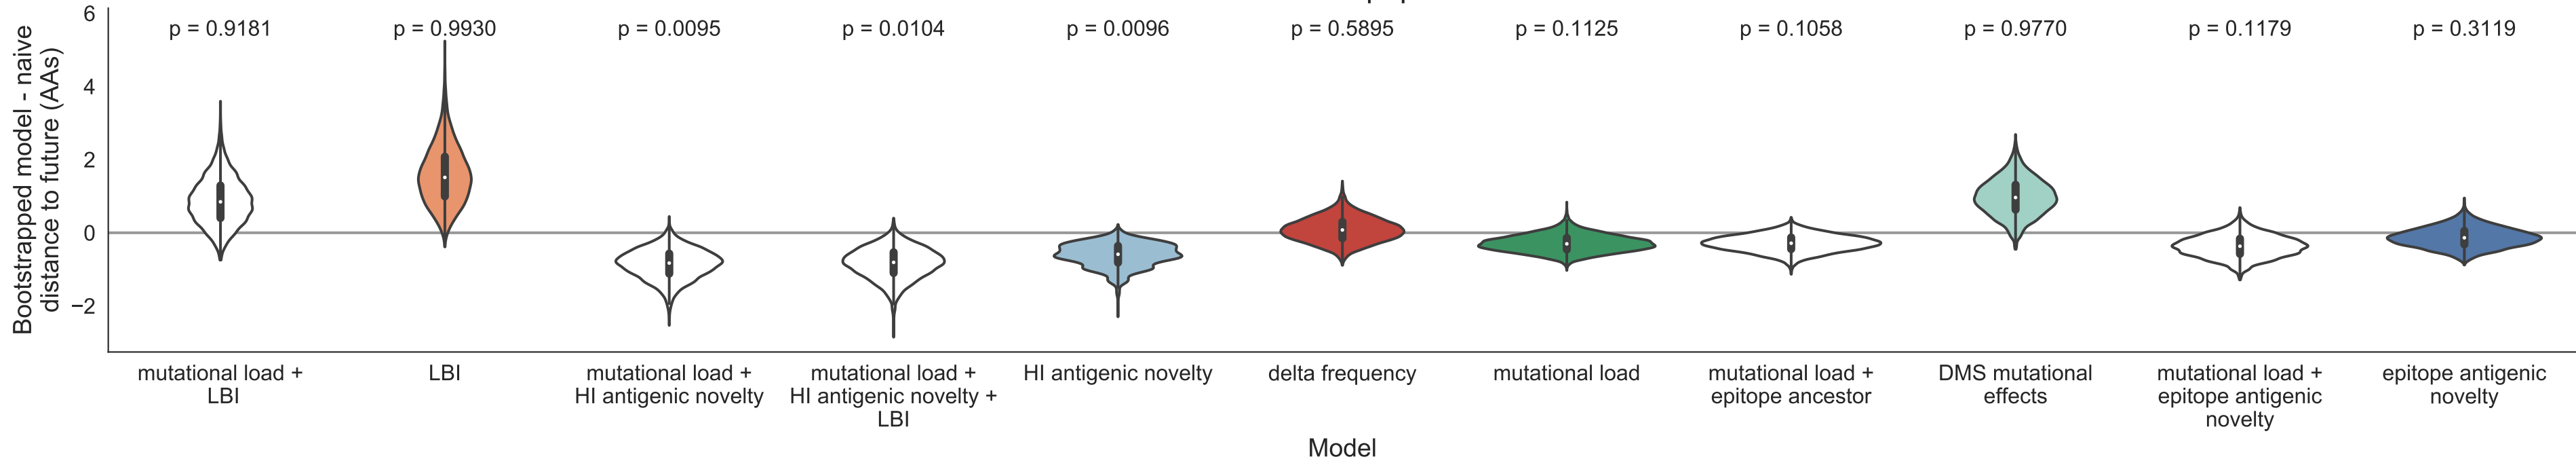 6
4
2
0
−2
Bootstrapped model - naive
distance to future (AAs)
p = 0.9181
p = 0.9930
p = 0.0095
p = 0.0104
p = 0.0096
p = 0.5895
p = 0.1125
p = 0.1058
p = 0.9770
p = 0.1179
p = 0.3119
mutational load +
LBI
LBI
mutational load +
HI antigenic novelty
mutational load +
HI antigenic novelty +
LBI
HI antigenic novelty
delta frequency
mutational load
mutational load +
epitope ancestor
DMS mutational
effects
mutational load +
epitope antigenic
novelty
epitope antigenic
novelty
Model